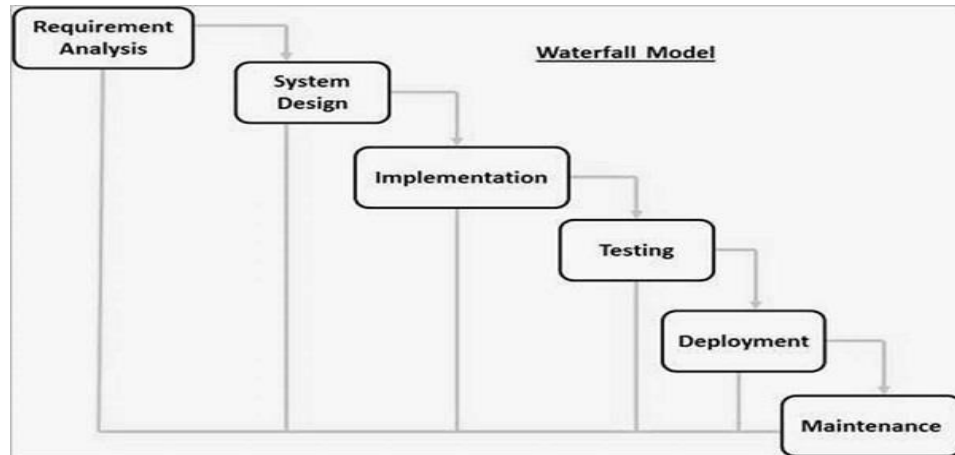 Requirement
Analysis
Waterfall Model
System
Design
Implementation
Testing
Deployment
Maintenance